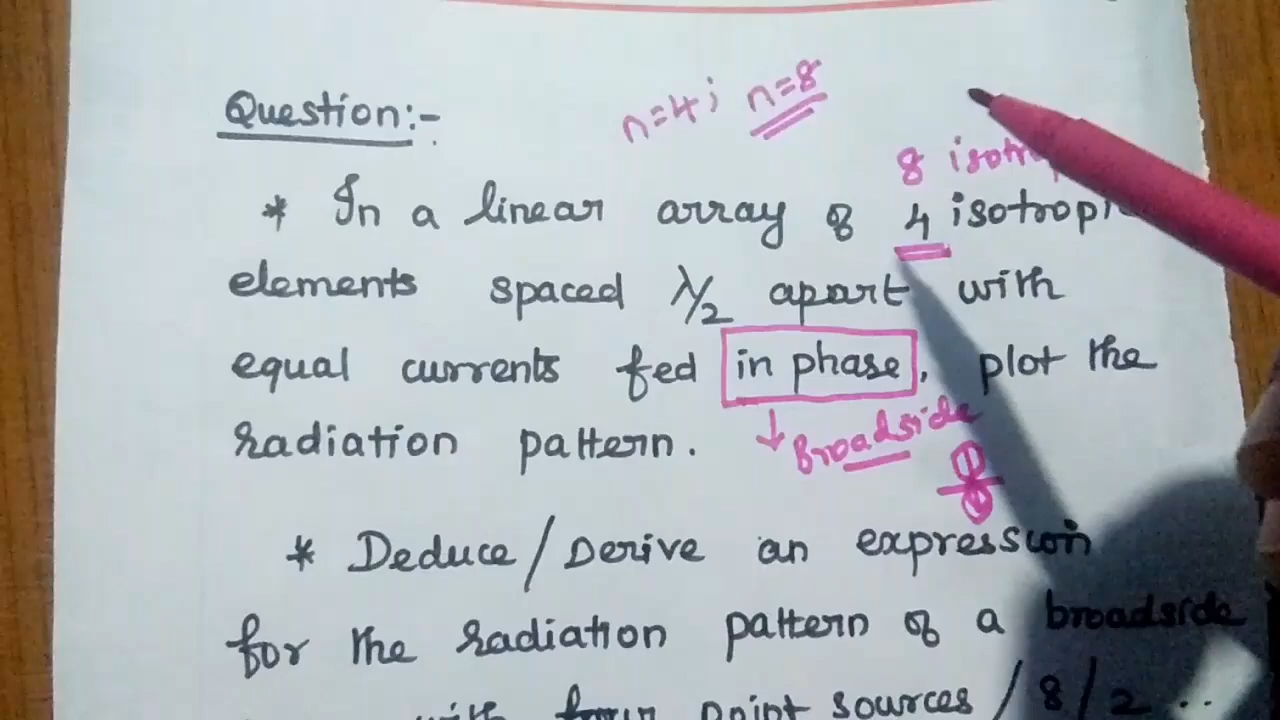 Question:-
n=4; n=8
8
* In a linear array of 4
elements spaced λ/2 apart with
equal currents fed in phase, plot the
↓ Broadside
radiation pattern.
* Deduce/Derive an expression
for the radiation pattern of a broadside
with four point sources / 8 / 2 ..